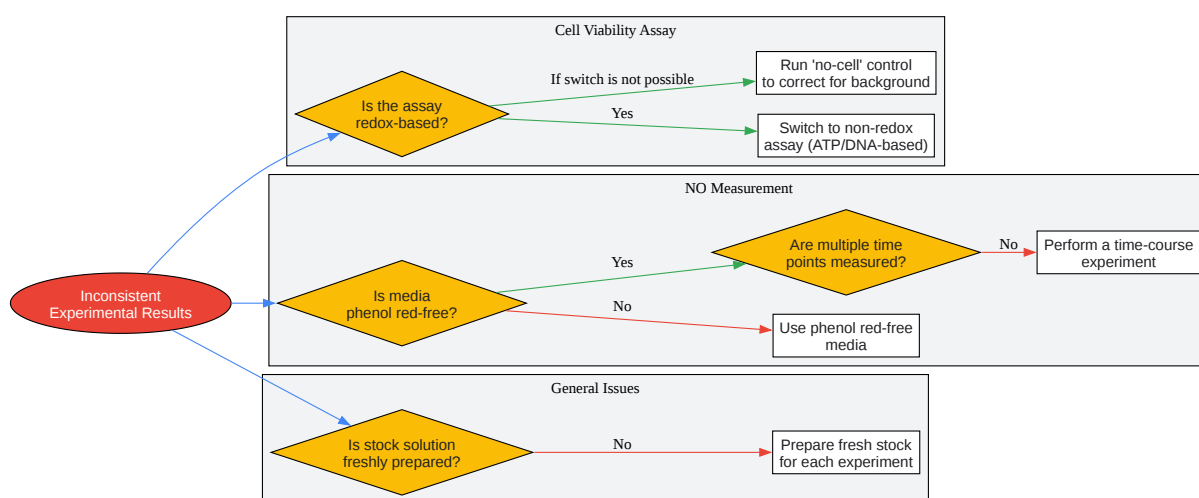 Cell Viability Assay
Is the assay
redox-based?
If switch is not possible
Run 'no-cell' control
to correct for background
Yes
Switch to non-redox
assay (ATP/DNA-based)
NO Measurement
Inconsistent
Experimental Results
Is media
phenol red-free?
Yes
Are multiple time
points measured?
No
Perform a time-course
experiment
No
Use phenol red-free
media
General Issues
Is stock solution
freshly prepared?
No
Prepare fresh stock
for each experiment